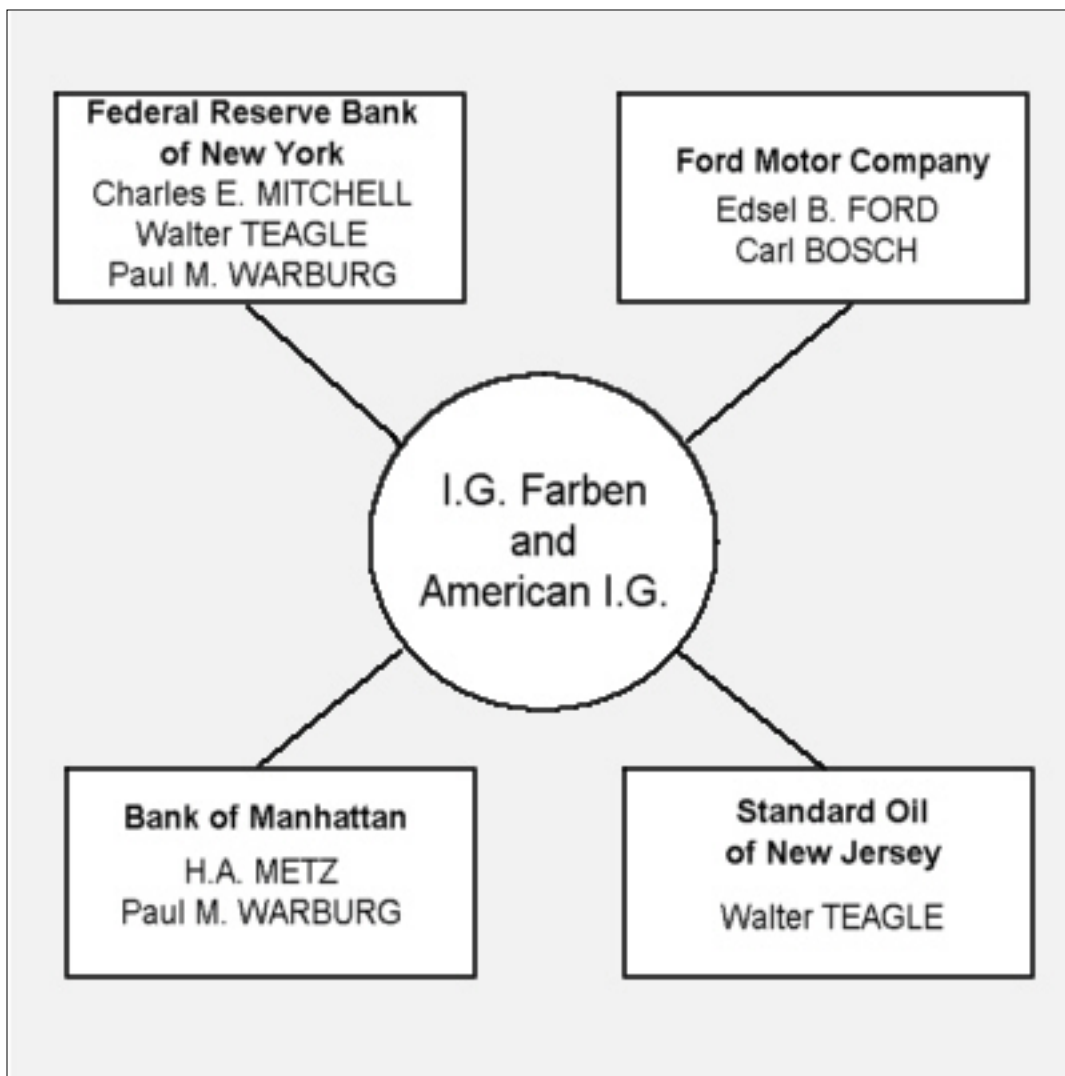 Federal Reserve Bank
of New York
Charles E. MITCHELL
Walter TEAGLE
Paul M. WARBURG
Ford Motor Company
Edsel B. FORD
Carl BOSCH
I.G. Farben
and
American I.G.
Bank of Manhattan
H.A. METZ
Paul M. WARBURG
Standard Oil
of New Jersey
Walter TEAGLE